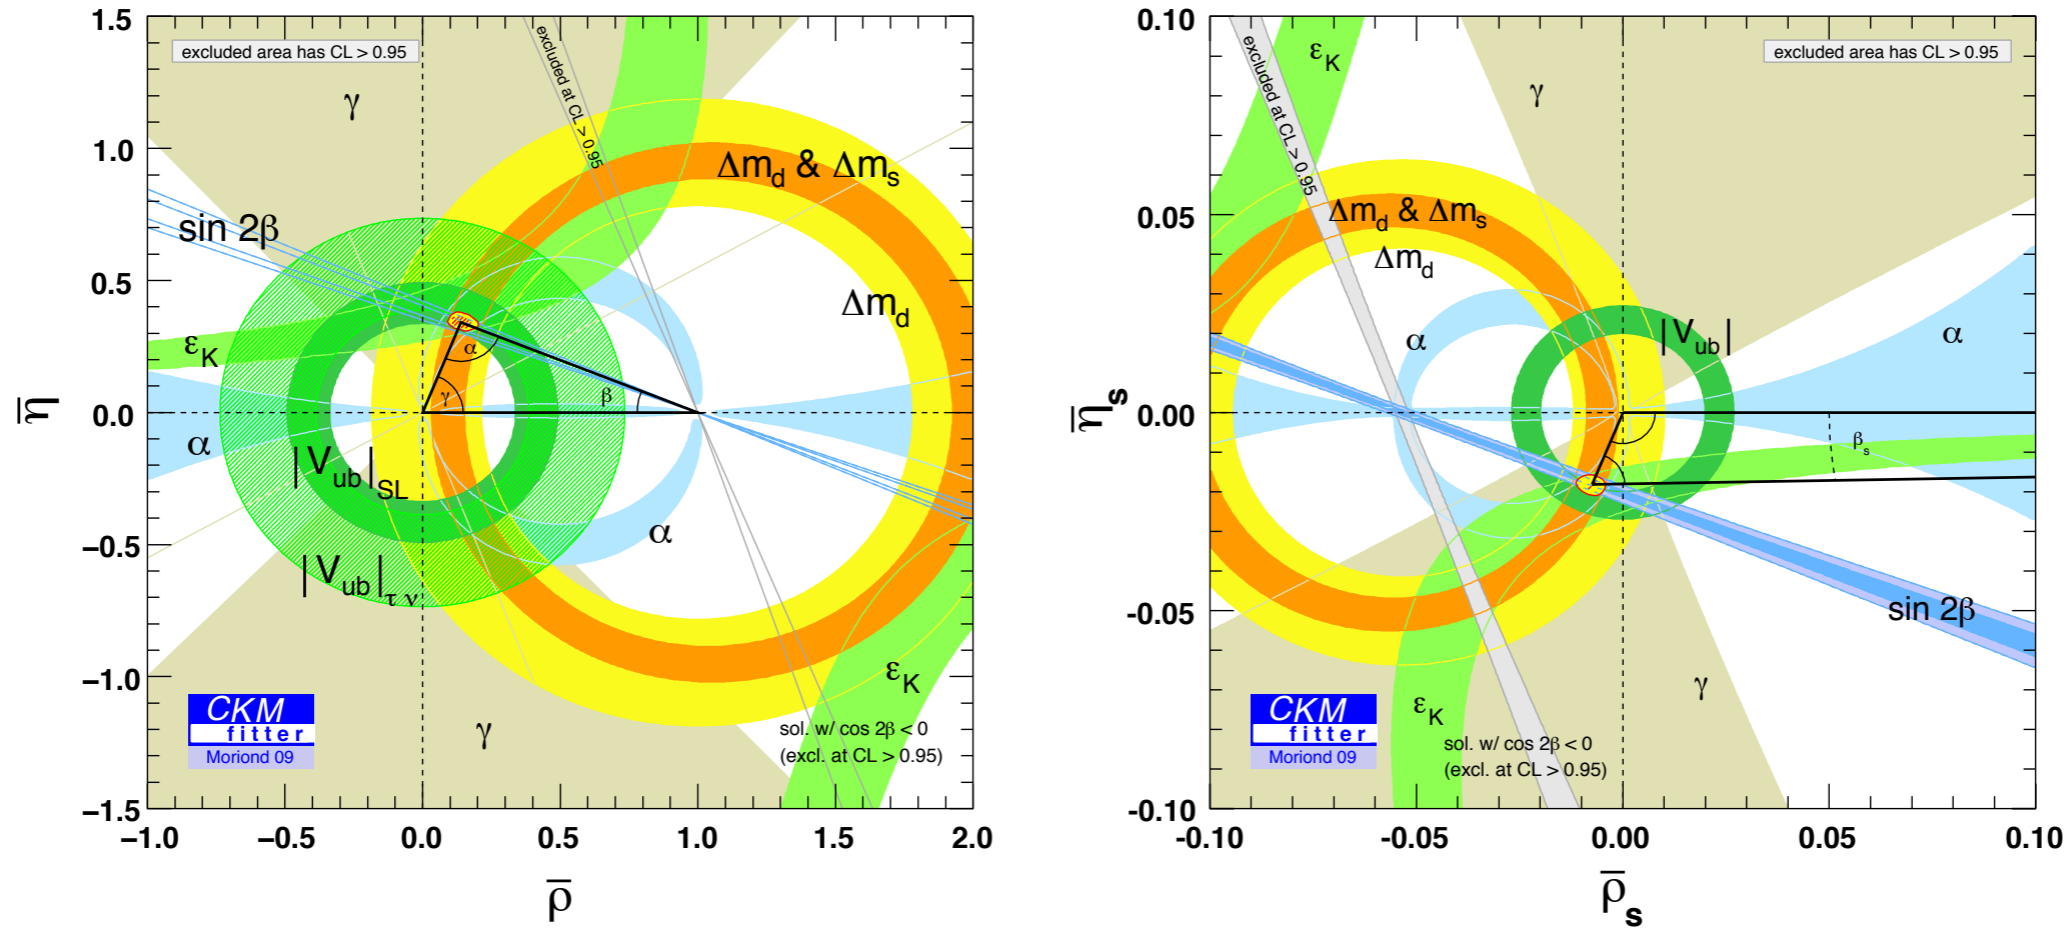 1.5
1.0
0.5
0.0
−0.5
−1.0
−1.5
−1.0
−0.5
0.0
0.5
1.0
1.5
2.0
η̅
ρ̅
excluded area has CL > 0.95
excluded at CL > 0.95
γ
sin 2β
Δm_d & Δm_s
Δm_d
ε_K
α
α
γ
β
|V_ub|_SL
α
|V_ub|_τ ν
ε_K
γ
sol. w/ cos 2β < 0
(excl. at CL > 0.95)
CKM
fitter
Moriond 09
0.10
0.05
0.00
-0.05
-0.10
-0.10
-0.05
0.00
0.05
0.10
η̅_s
ρ̅_s
excluded at CL > 0.95
ε_K
γ
excluded area has CL > 0.95
Δm_d & Δm_s
Δm_d
α
|V_ub|
α
β_s
sin 2β
γ
ε_K
sol. w/ cos 2β < 0
(excl. at CL > 0.95)
CKM
fitter
Moriond 09